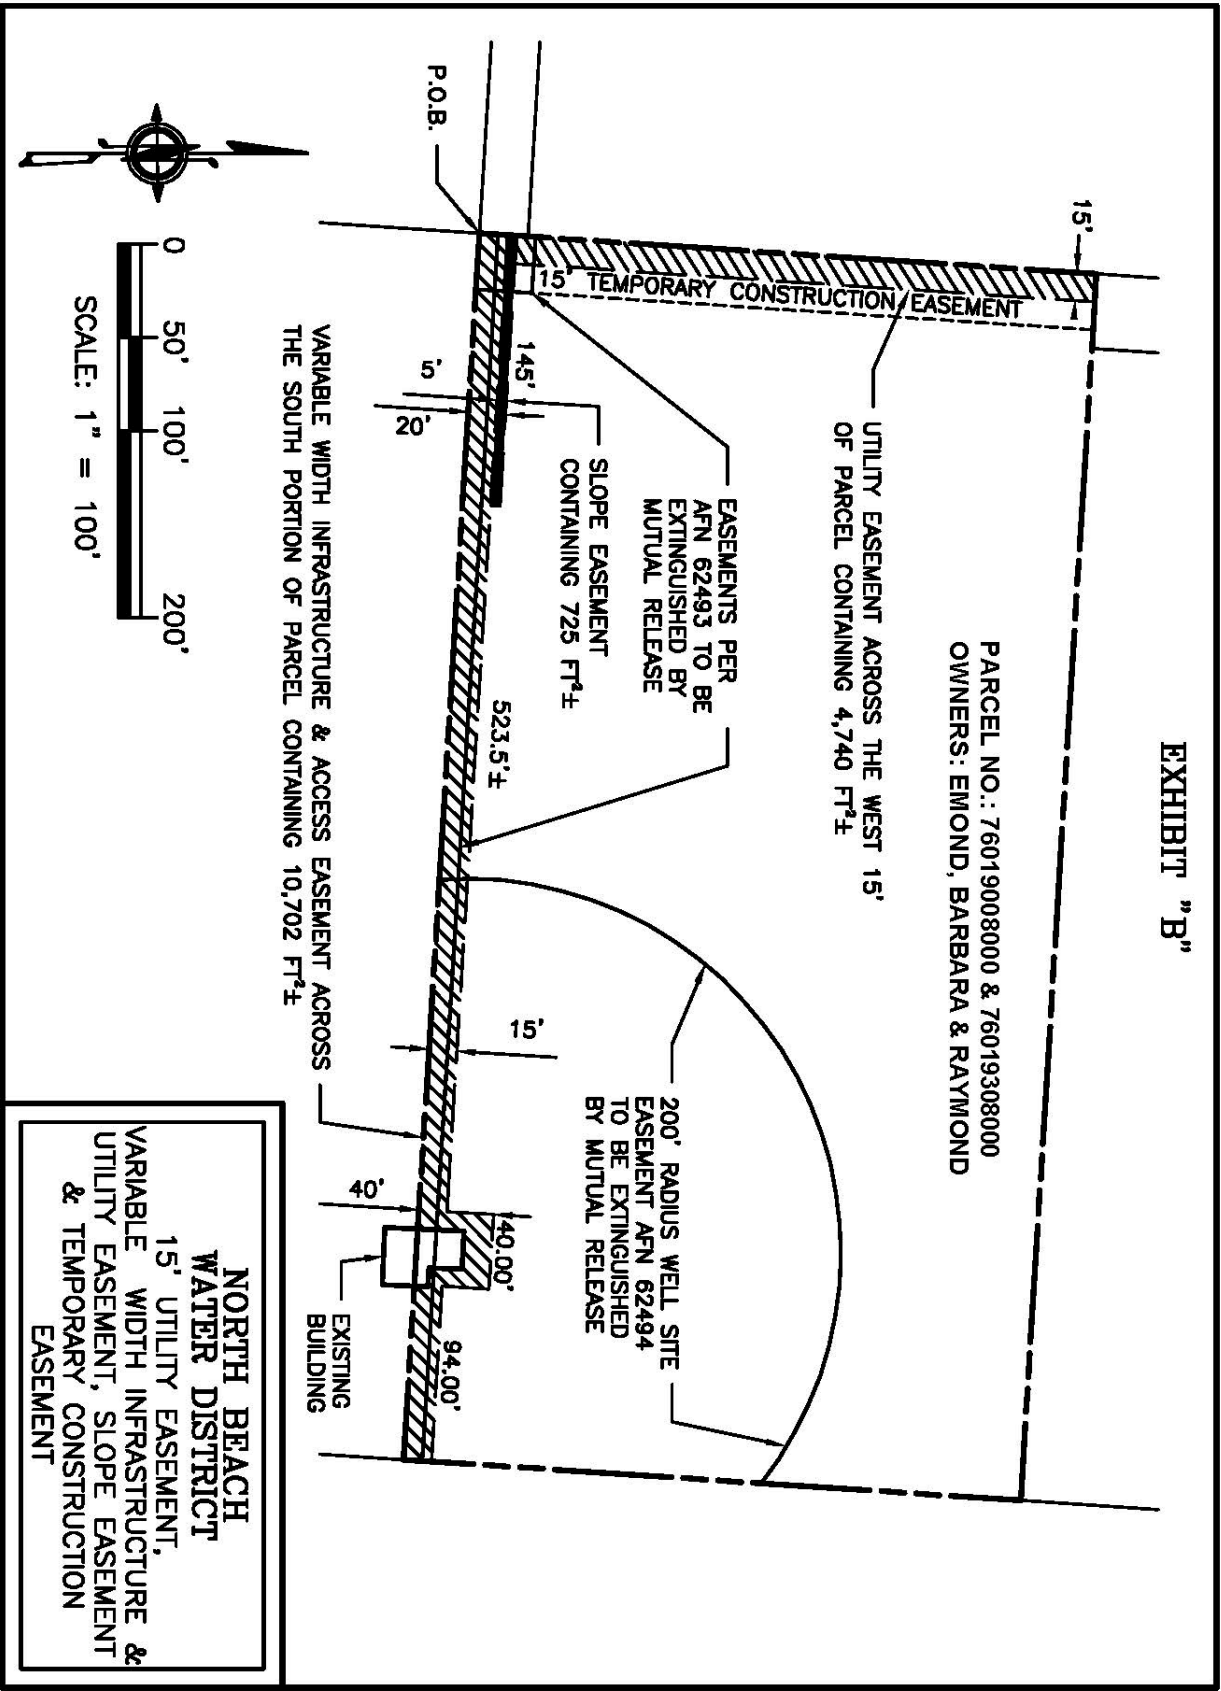 EXHIBIT "B"
PARCEL NO.: 76019008000 & 76019308000
OWNERS: EMOND, BARBARA & RAYMOND
15'
UTILITY EASEMENT ACROSS THE WEST 15'
OF PARCEL CONTAINING 4,740 FT²±
15' TEMPORARY CONSTRUCTION EASEMENT
EASEMENTS PER
AFN 62493 TO BE
EXTINGUISHED BY
MUTUAL RELEASE
SLOPE EASEMENT
CONTAINING 725 FT²±
200' RADIUS WELL SITE
EASEMENT AFN 62494
TO BE EXTINGUISHED
BY MUTUAL RELEASE
P.O.B.
145'
5'
20'
523.5'±
15'
40.00'
40'
94.00'
EXISTING
BUILDING
VARIABLE WIDTH INFRASTRUCTURE & ACCESS EASEMENT ACROSS
THE SOUTH PORTION OF PARCEL CONTAINING 10,702 FT²±
0 50' 100' 200'
SCALE: 1" = 100'
NORTH BEACH
WATER DISTRICT
15' UTILITY EASEMENT,
VARIABLE WIDTH INFRASTRUCTURE &
UTILITY EASEMENT, SLOPE EASEMENT
& TEMPORARY CONSTRUCTION
EASEMENT